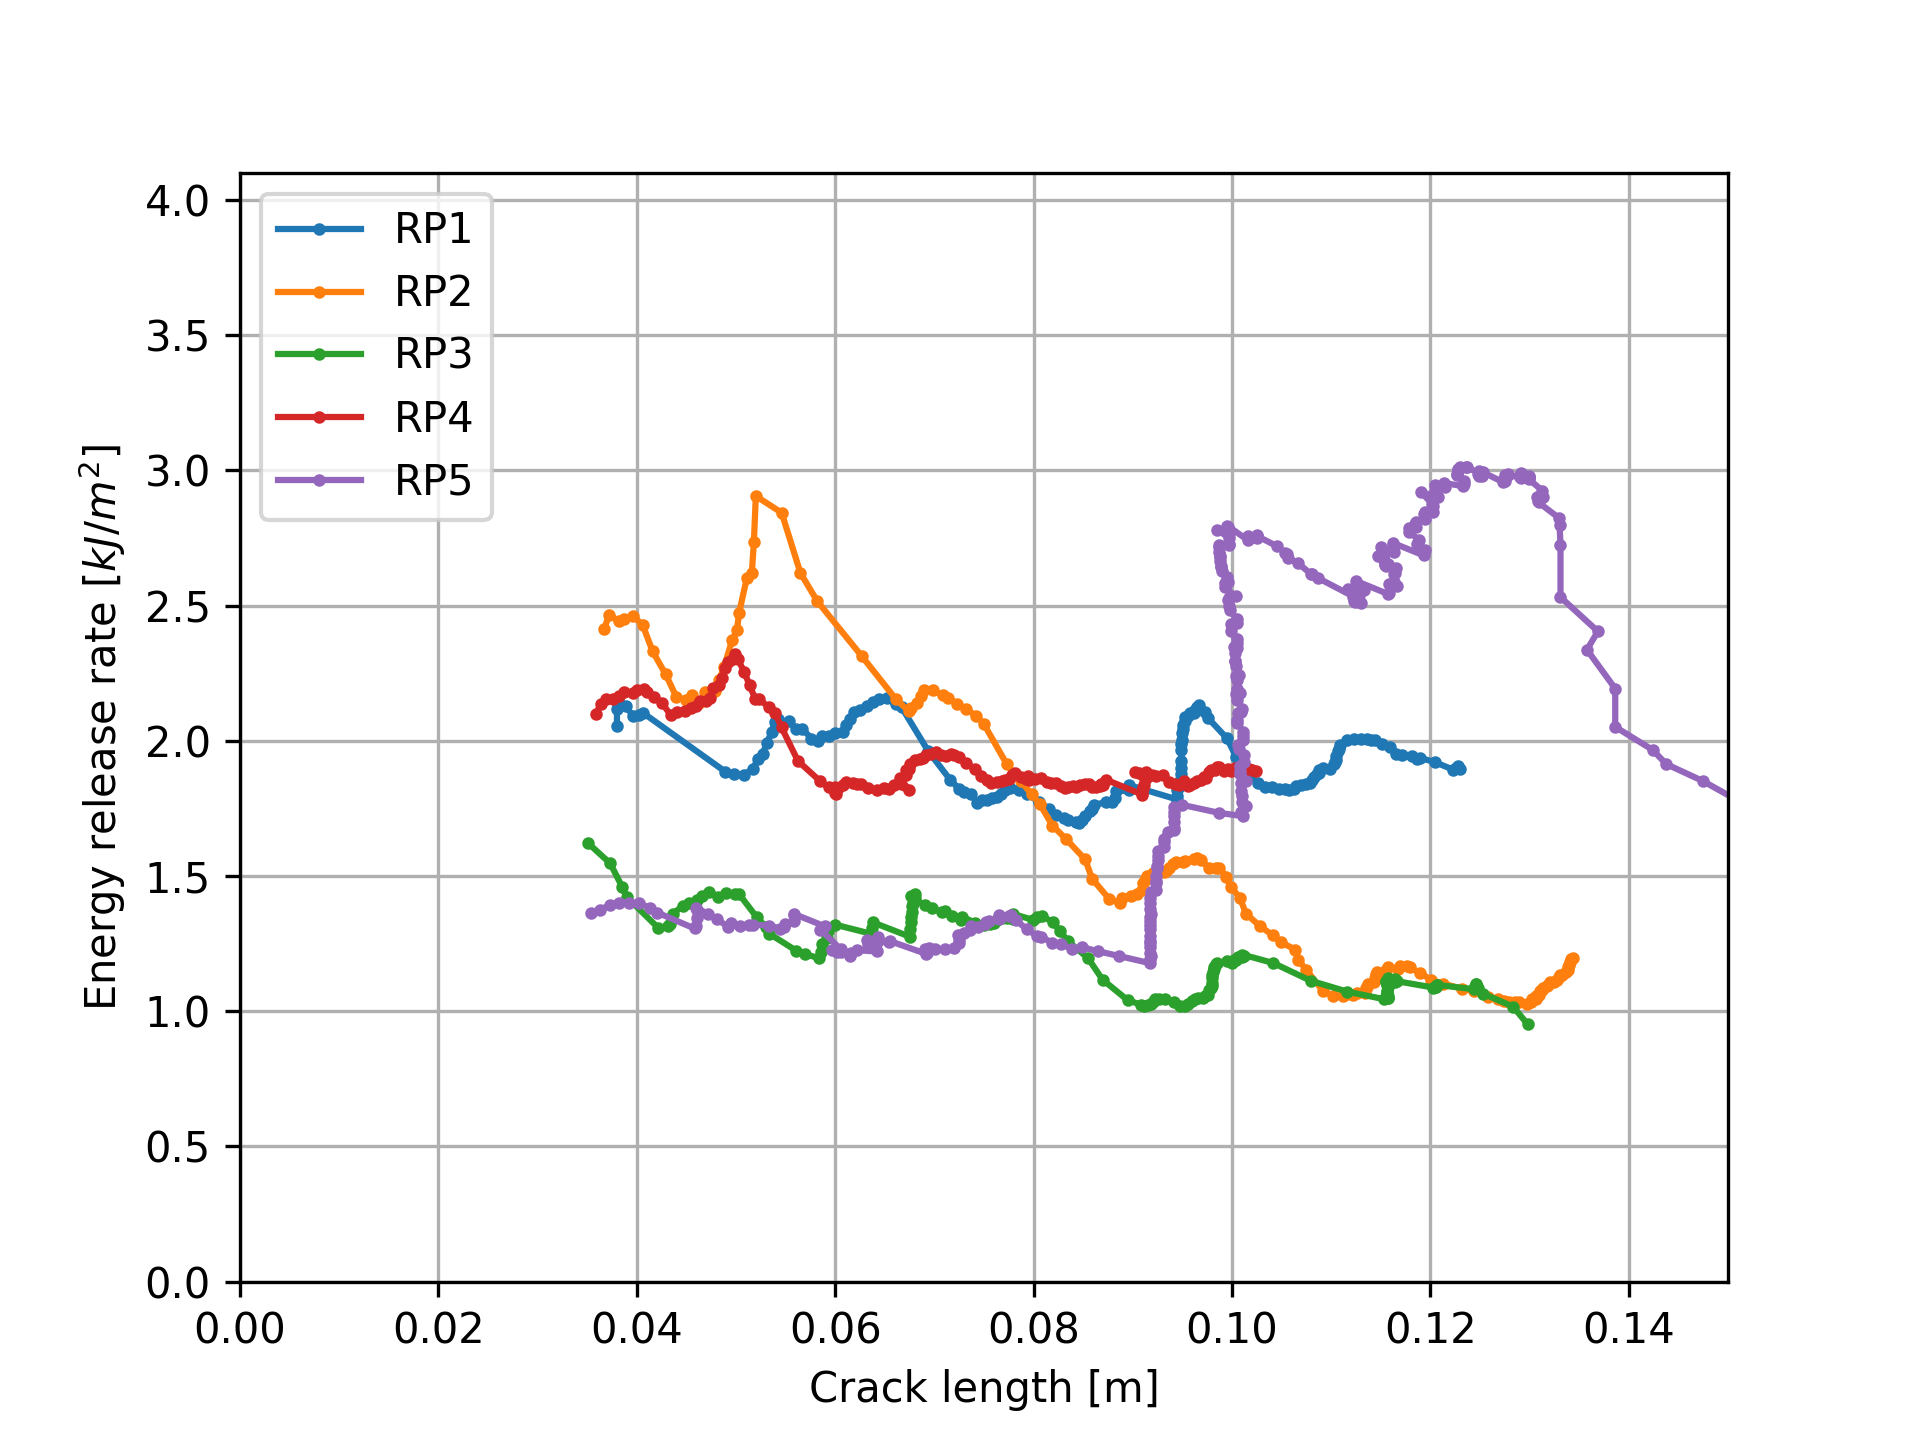 4.0
3.5
3.0
2.5
2.0
1.5
1.0
0.5
0.0
RP1
RP2
RP3
RP4
RP5
Energy release rate [kJ/m²]
0.00 0.02 0.04 0.06 0.08 0.10 0.12 0.14
Crack length [m]